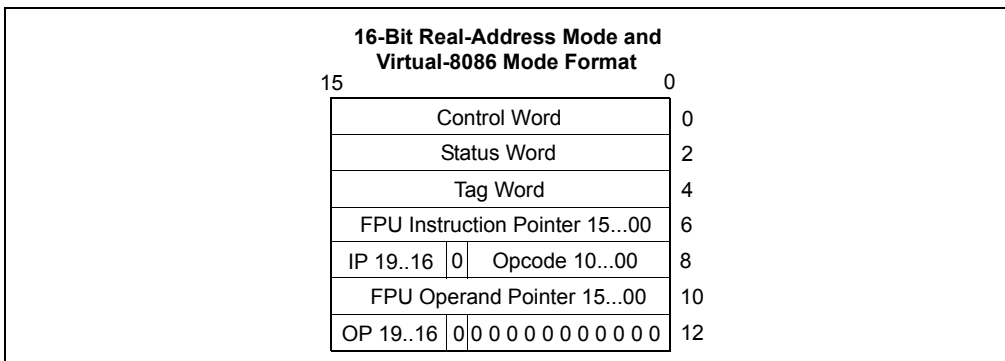 16-Bit Real-Address Mode and
Virtual-8086 Mode Format
15 0
Control Word 0
Status Word 2
Tag Word 4
FPU Instruction Pointer 15...00 6
IP 19..16 0 Opcode 10...00 8
FPU Operand Pointer 15...00 10
OP 19..16 0 0 0 0 0 0 0 0 0 0 0 0 12